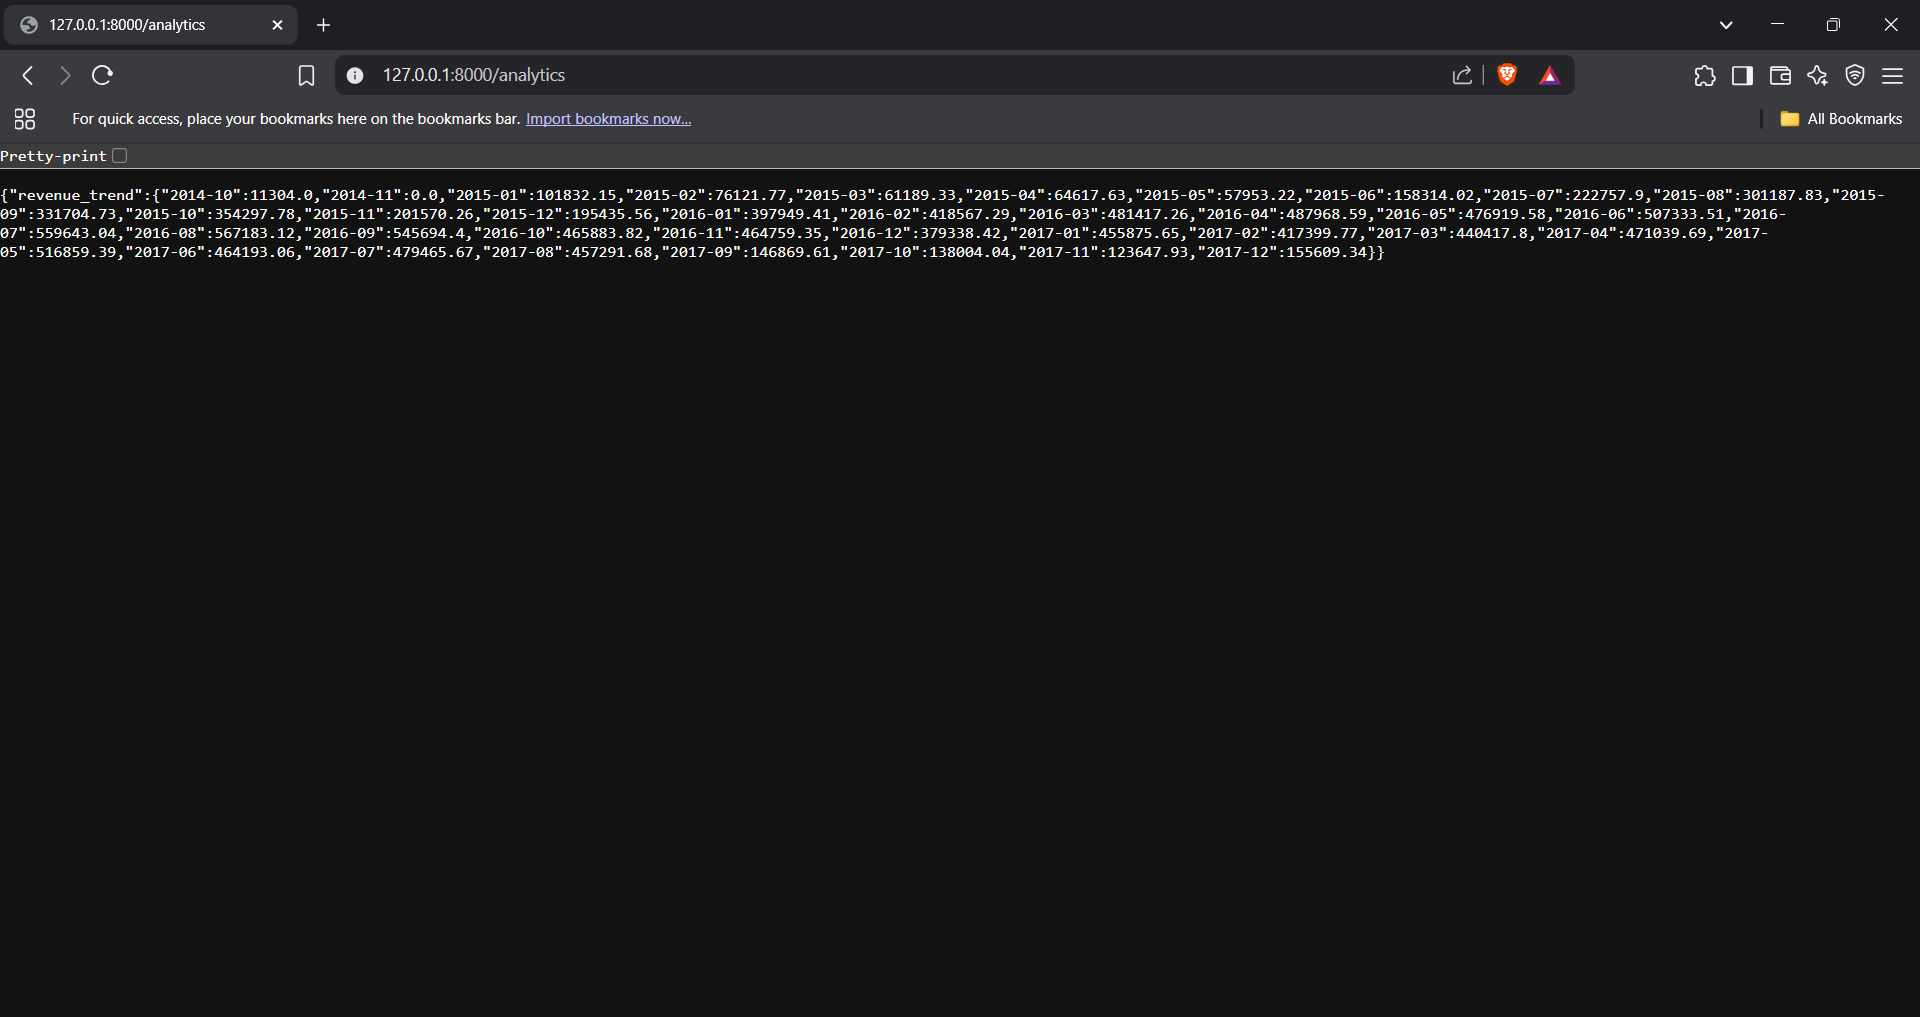 127.0.0.1:8000/analytics
127.0.0.1:8000/analytics
For quick access, place your bookmarks here on the bookmarks bar. Import bookmarks now...
All Bookmarks
Pretty-print
{"revenue_trend":{"2014-10":11304.0,"2014-11":0.0,"2015-01":101832.15,"2015-02":76121.77,"2015-03":61189.33,"2015-04":64617.63,"2015-05":57953.22,"2015-06":158314.02,"2015-07":222757.9,"2015-08":301187.83,"2015-
09":331704.73,"2015-10":354297.78,"2015-11":201570.26,"2015-12":195435.56,"2016-01":397949.41,"2016-02":418567.29,"2016-03":481417.26,"2016-04":487968.59,"2016-05":476919.58,"2016-06":507333.51,"2016-
07":559643.04,"2016-08":567183.12,"2016-09":545694.4,"2016-10":465883.82,"2016-11":464759.35,"2016-12":379338.42,"2017-01":455875.65,"2017-02":417399.77,"2017-03":440417.8,"2017-04":471039.69,"2017-
05":516859.39,"2017-06":464193.06,"2017-07":479465.67,"2017-08":457291.68,"2017-09":146869.61,"2017-10":138004.04,"2017-11":123647.93,"2017-12":155609.34}}